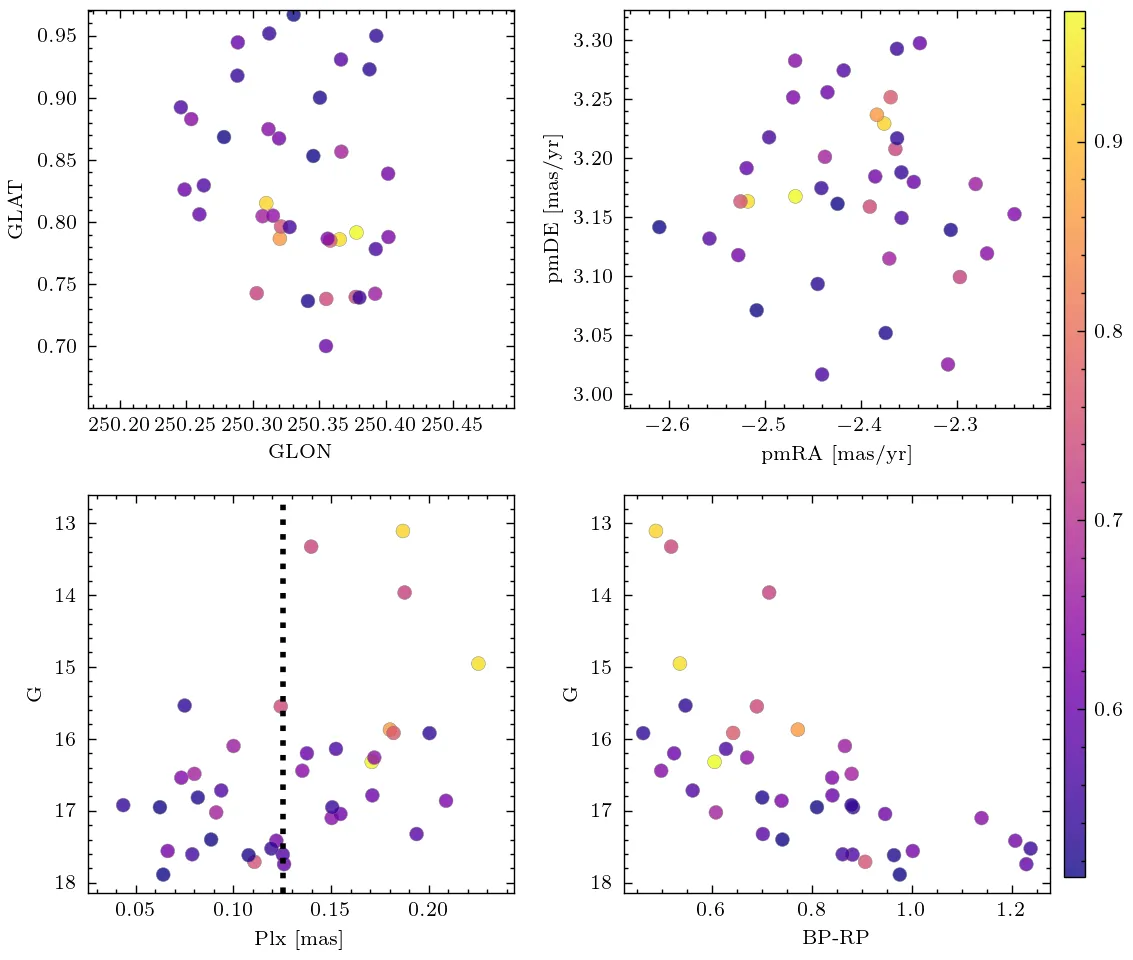 0.95
0.90
0.85
0.80
0.75
0.70
GLAT
250.20 250.25 250.30 250.35 250.40 250.45
GLON
3.30
3.25
3.20
3.15
3.10
3.05
3.00
pmDE [mas/yr]
−2.6 −2.5 −2.4 −2.3
pmRA [mas/yr]
0.9
0.8
0.7
0.6
13
14
15
16
17
18
G
0.05 0.10 0.15 0.20
Plx [mas]
13
14
15
16
17
18
G
0.6 0.8 1.0 1.2
BP-RP